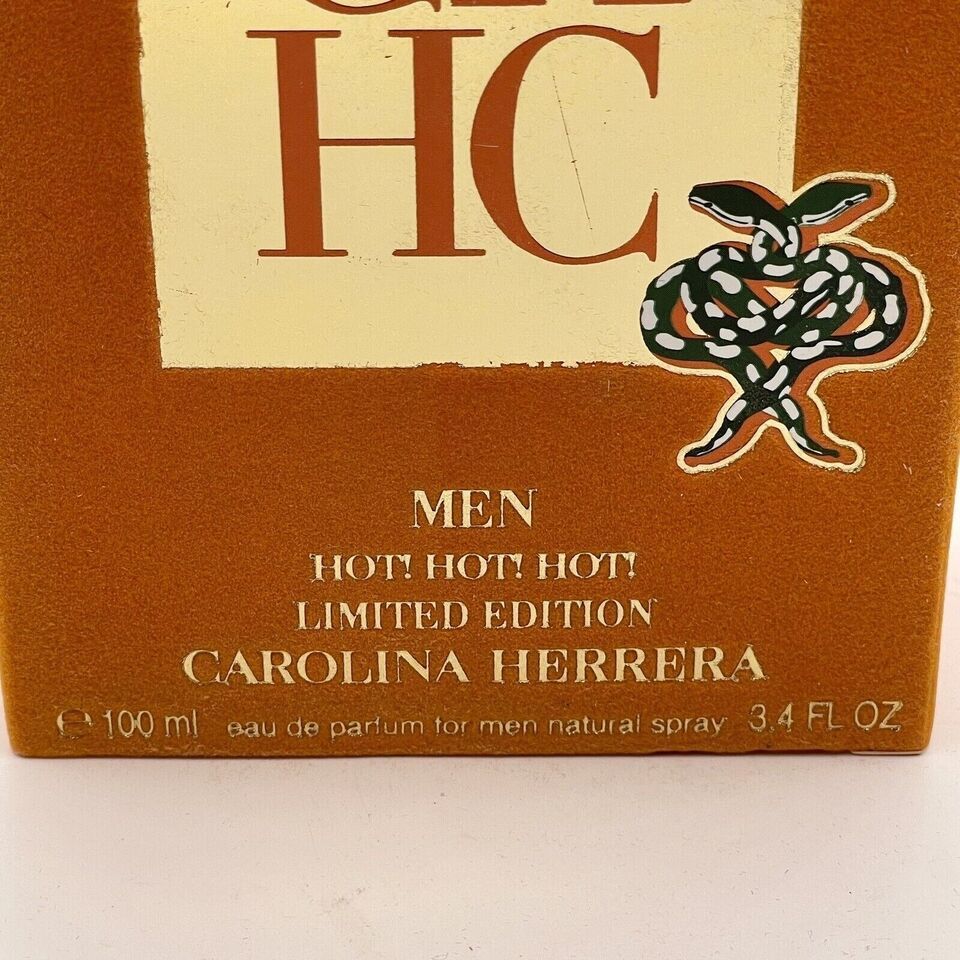 CH
HC
MEN
HOT! HOT! HOT!
LIMITED EDITION
CAROLINA HERRERA
℮ 100 ml eau de parfum for men natural spray 3.4 FL OZ